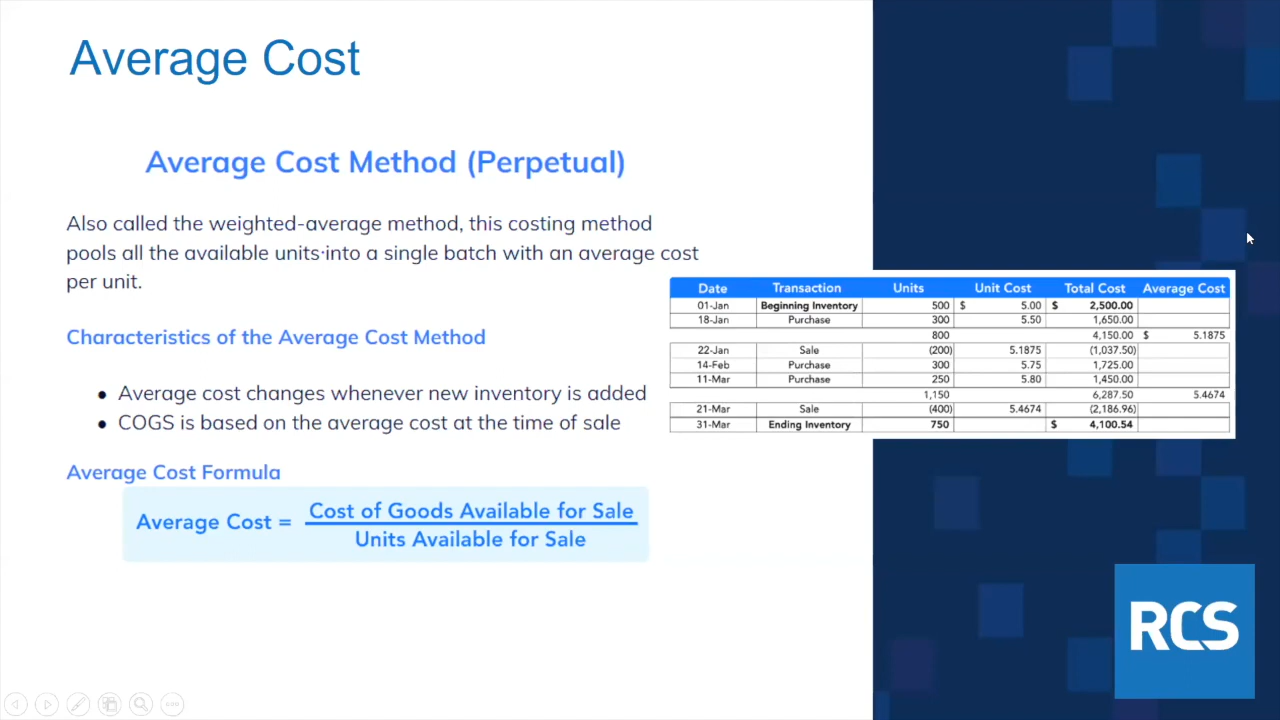 Average Cost
Average Cost Method (Perpetual)
Also called the weighted-average method, this costing method
pools all the available units·into a single batch with an average cost
per unit.
Characteristics of the Average Cost Method
• Average cost changes whenever new inventory is added
• COGS is based on the average cost at the time of sale
Average Cost Formula
Average Cost = Cost of Goods Available for Sale
Units Available for Sale
Date Transaction Units Unit Cost Total Cost Average Cost
01-Jan Beginning Inventory 500 $ 5.00 $ 2,500.00
18-Jan Purchase 300 5.50 1,650.00
800 4,150.00 $ 5.1875
22-Jan Sale (200) 5.1875 (1,037.50)
14-Feb Purchase 300 5.75 1,725.00
11-Mar Purchase 250 5.80 1,450.00
1,150 6,287.50 5.4674
21-Mar Sale (400) 5.4674 (2,186.96)
31-Mar Ending Inventory 750 $ 4,100.54
RCS